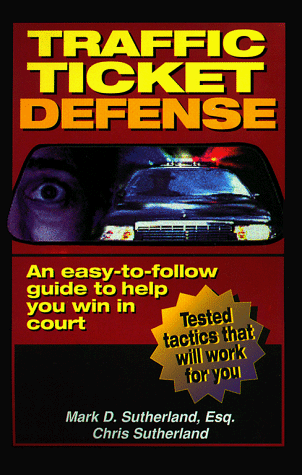 TRAFFIC
TICKET
DEFENSE
An easy-to-follow
guide to help
you win in
court
Tested
tactics that
will work
for you
Mark D. Sutherland, Esq.
Chris Sutherland